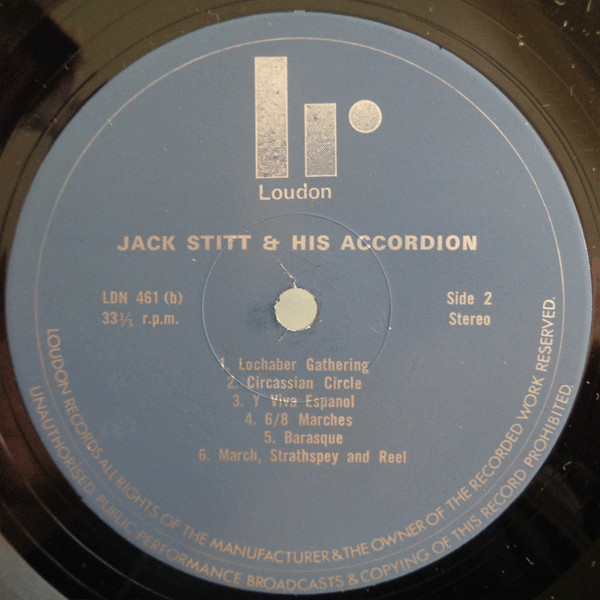 lr
Loudon
JACK STITT & HIS ACCORDION
LDN 461 (b)
33⅓ r.p.m.
Side 2
Stereo
1. Lochaber Gathering
2. Circassian Circle
3. Y Viva Espanol
4. 6/8 Marches
5. Barasque
6. March, Strathspey and Reel
LOUDON RECORDS ALL RIGHTS OF THE MANUFACTURER & THE OWNER OF THE RECORDED WORK RESERVED.
UNAUTHORISED PUBLIC PERFORMANCE BROADCASTS & COPYING OF THIS RECORD PROHIBITED.